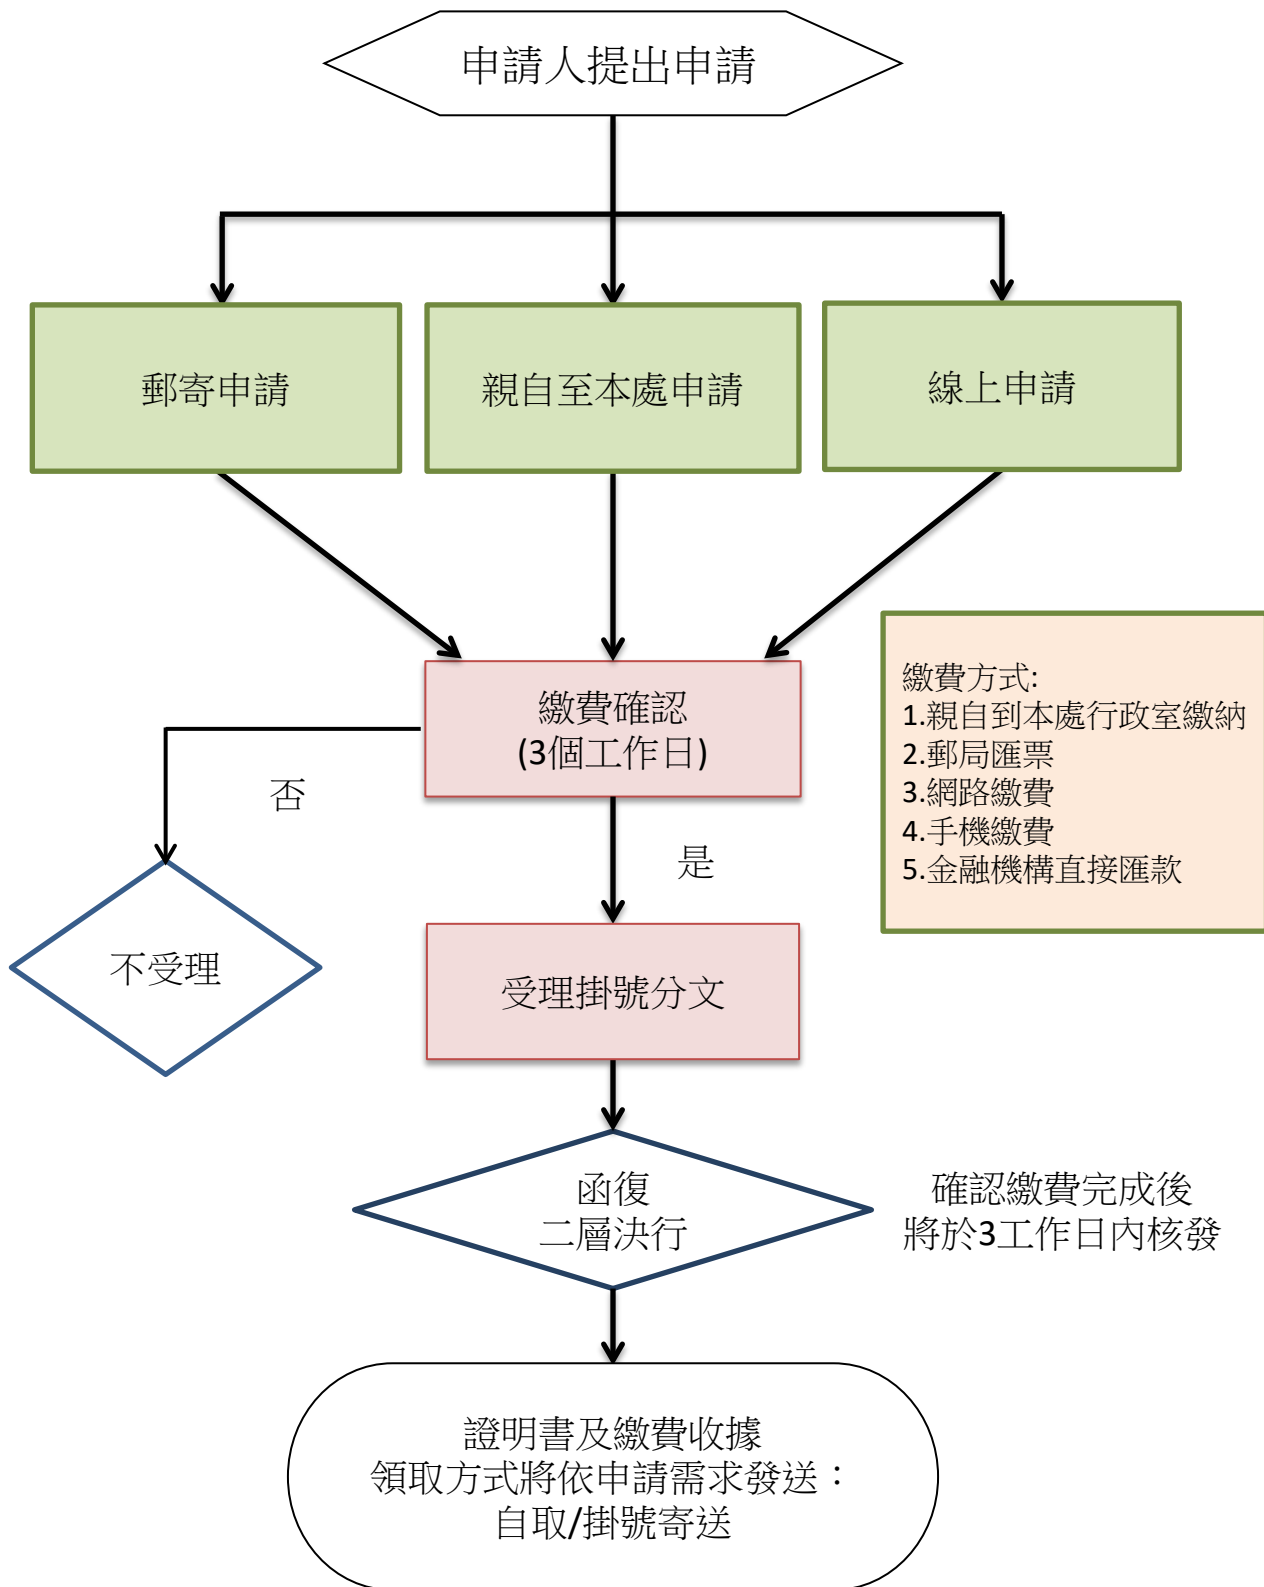 申請人提出申請
郵寄申請
親自至本處申請
線上申請
繳費確認
(3個工作日)
繳費方式:
1.親自到本處行政室繳納
2.郵局匯票
3.網路繳費
4.手機繳費
5.金融機構直接匯款
否
是
不受理
受理掛號分文
函復
二層決行
確認繳費完成後
將於3工作日內核發
證明書及繳費收據
領取方式將依申請需求發送：
自取/掛號寄送